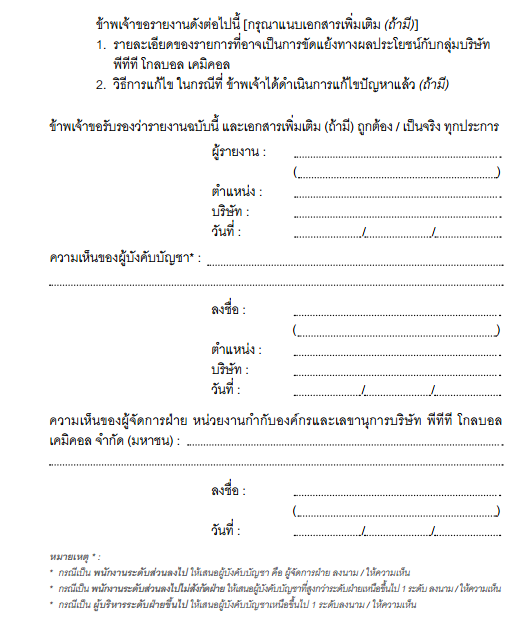 ข้าพเจ้าขอรายงานดังต่อไปนี้ [กรุณาแนบเอกสารเพิ่มเติม (ถ้ามี)]
1. รายละเอียดของรายการที่อาจเป็นการขัดแย้งทางผลประโยชน์กับกลุ่มบริษัท
พีทีที โกลบอล เคมิคอล
2. วิธีการแก้ไข ในกรณีที่ ข้าพเจ้าได้ดำเนินการแก้ไขปัญหาแล้ว (ถ้ามี)
ข้าพเจ้าขอรับรองว่ารายงานฉบับนี้ และเอกสารเพิ่มเติม (ถ้ามี) ถูกต้อง / เป็นจริง ทุกประการ
ผู้รายงาน : ........................................
(........................................)
ตำแหน่ง : ........................................
บริษัท : ........................................
วันที่ : ............../............../..............
ความเห็นของผู้บังคับบัญชา* : ........................................
........................................
ลงชื่อ : ........................................
(........................................)
ตำแหน่ง : ........................................
บริษัท : ........................................
วันที่ : ............../............../..............
ความเห็นของผู้จัดการฝ่าย หน่วยงานกำกับองค์กรและเลขานุการบริษัท พีทีที โกลบอล
เคมิคอล จำกัด (มหาชน) : ........................................
........................................
ลงชื่อ : ........................................
(........................................)
วันที่ : ............../............../..............
หมายเหตุ * :
* กรณีเป็น พนักงานระดับส่วนลงไป ให้เสนอผู้บังคับบัญชา คือ ผู้จัดการฝ่าย ลงนาม / ให้ความเห็น
* กรณีเป็น พนักงานระดับส่วนลงไปไม่สังกัดฝ่าย ให้เสนอผู้บังคับบัญชาที่สูงกว่าระดับฝ่ายเหนือขึ้นไป 1 ระดับ ลงนาม / ให้ความเห็น
* กรณีเป็น ผู้บริหารระดับฝ่ายขึ้นไป ให้เสนอผู้บังคับบัญชาเหนือขึ้นไป 1 ระดับลงนาม / ให้ความเห็น